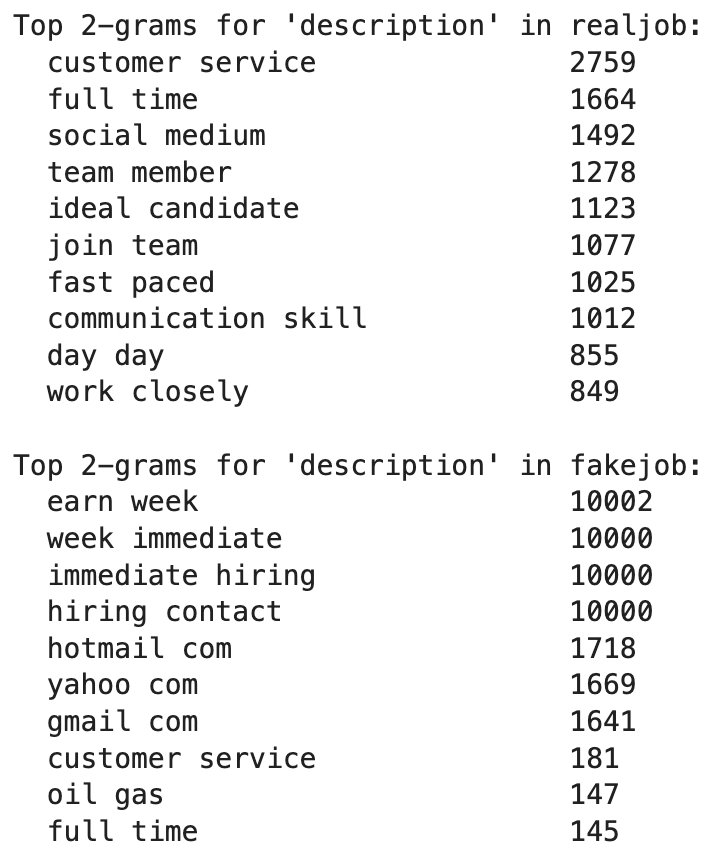 Top 2-grams for 'description' in realjob:
customer service 2759
full time 1664
social medium 1492
team member 1278
ideal candidate 1123
join team 1077
fast paced 1025
communication skill 1012
day day 855
work closely 849

Top 2-grams for 'description' in fakejob:
earn week 10002
week immediate 10000
immediate hiring 10000
hiring contact 10000
hotmail com 1718
yahoo com 1669
gmail com 1641
customer service 181
oil gas 147
full time 145